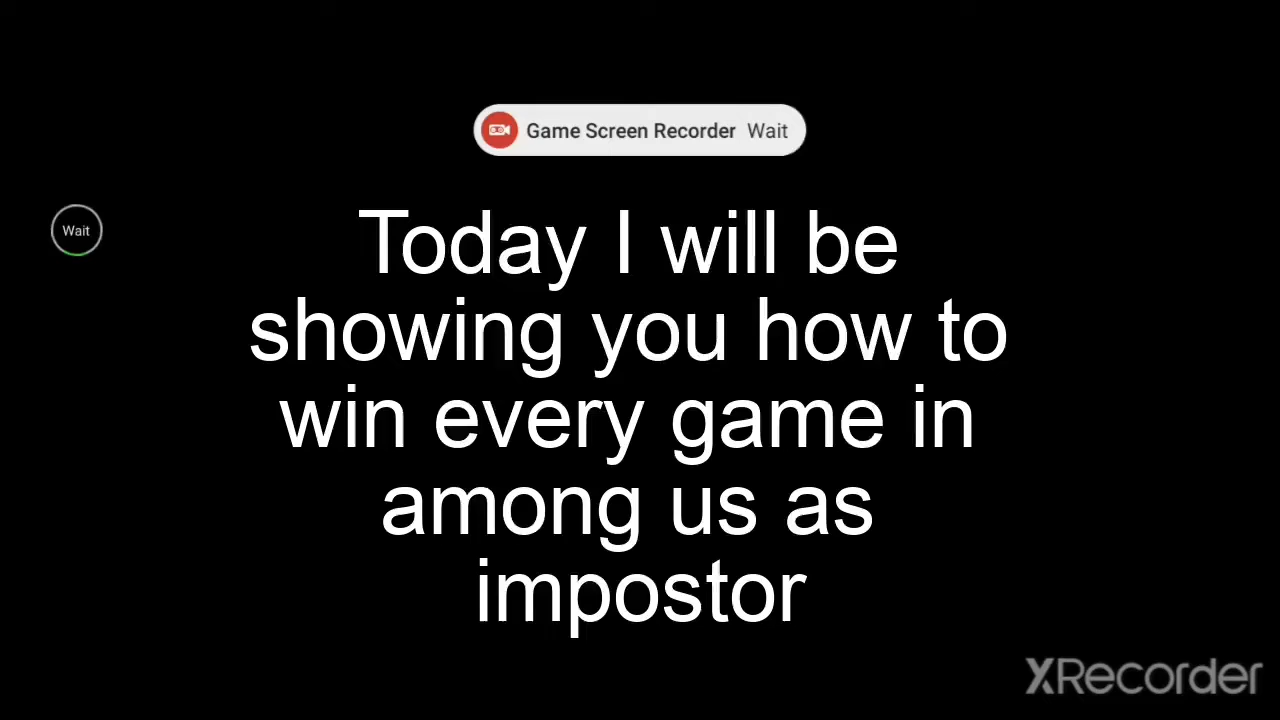 Game Screen Recorder Wait
Wait
Today I will be
showing you how to
win every game in
among us as
impostor
XRecorder